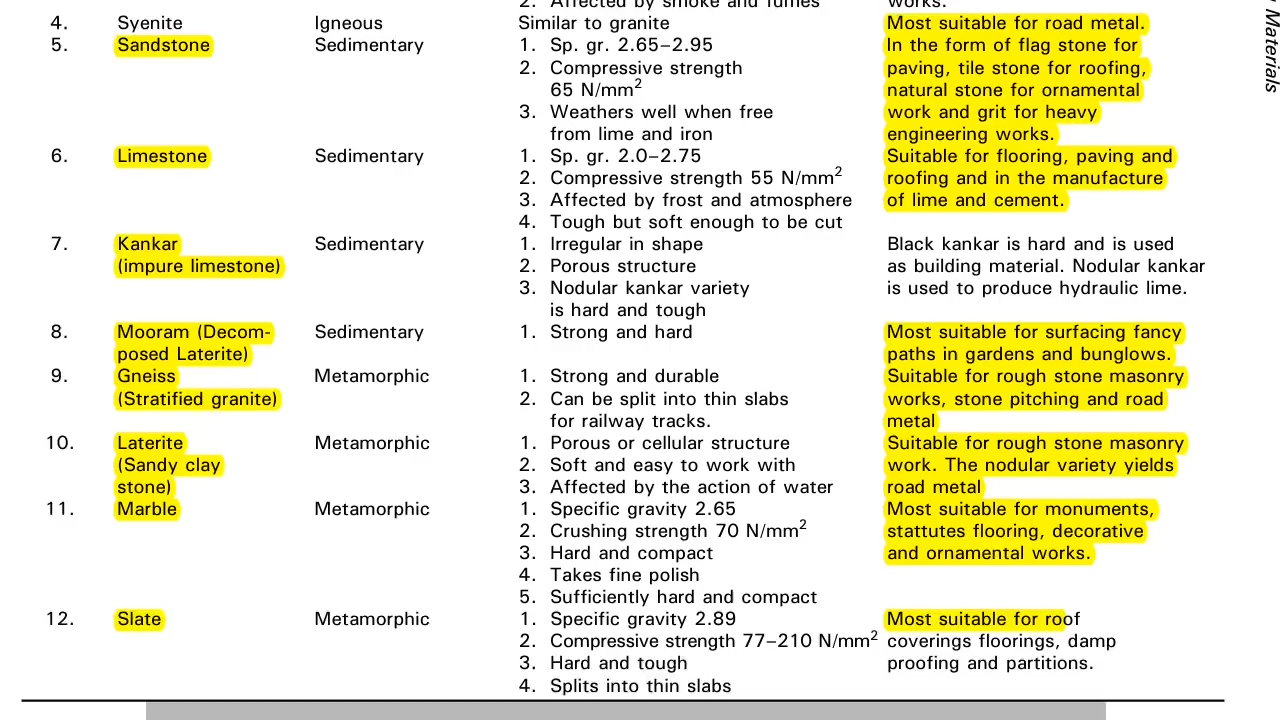 2. Affected by smoke and fumes works.
4. Syenite Igneous Similar to granite Most suitable for road metal.
5. Sandstone Sedimentary 1. Sp. gr. 2.65–2.95 In the form of flag stone for
2. Compressive strength paving, tile stone for roofing,
65 N/mm2 natural stone for ornamental
3. Weathers well when free work and grit for heavy
from lime and iron engineering works.
6. Limestone Sedimentary 1. Sp. gr. 2.0–2.75 Suitable for flooring, paving and
2. Compressive strength 55 N/mm2 roofing and in the manufacture
3. Affected by frost and atmosphere of lime and cement.
4. Tough but soft enough to be cut
7. Kankar Sedimentary 1. Irregular in shape Black kankar is hard and is used
(impure limestone) 2. Porous structure as building material. Nodular kankar
3. Nodular kankar variety is used to produce hydraulic lime.
is hard and tough
8. Mooram (Decom- Sedimentary 1. Strong and hard Most suitable for surfacing fancy
posed Laterite) paths in gardens and bunglows.
9. Gneiss Metamorphic 1. Strong and durable Suitable for rough stone masonry
(Stratified granite) 2. Can be split into thin slabs works, stone pitching and road
for railway tracks. metal
10. Laterite Metamorphic 1. Porous or cellular structure Suitable for rough stone masonry
(Sandy clay 2. Soft and easy to work with work. The nodular variety yields
stone) 3. Affected by the action of water road metal
11. Marble Metamorphic 1. Specific gravity 2.65 Most suitable for monuments,
2. Crushing strength 70 N/mm2 stattutes flooring, decorative
3. Hard and compact and ornamental works.
4. Takes fine polish
5. Sufficiently hard and compact
12. Slate Metamorphic 1. Specific gravity 2.89 Most suitable for roof
2. Compressive strength 77–210 N/mm2 coverings floorings, damp
3. Hard and tough proofing and partitions.
4. Splits into thin slabs
Materials